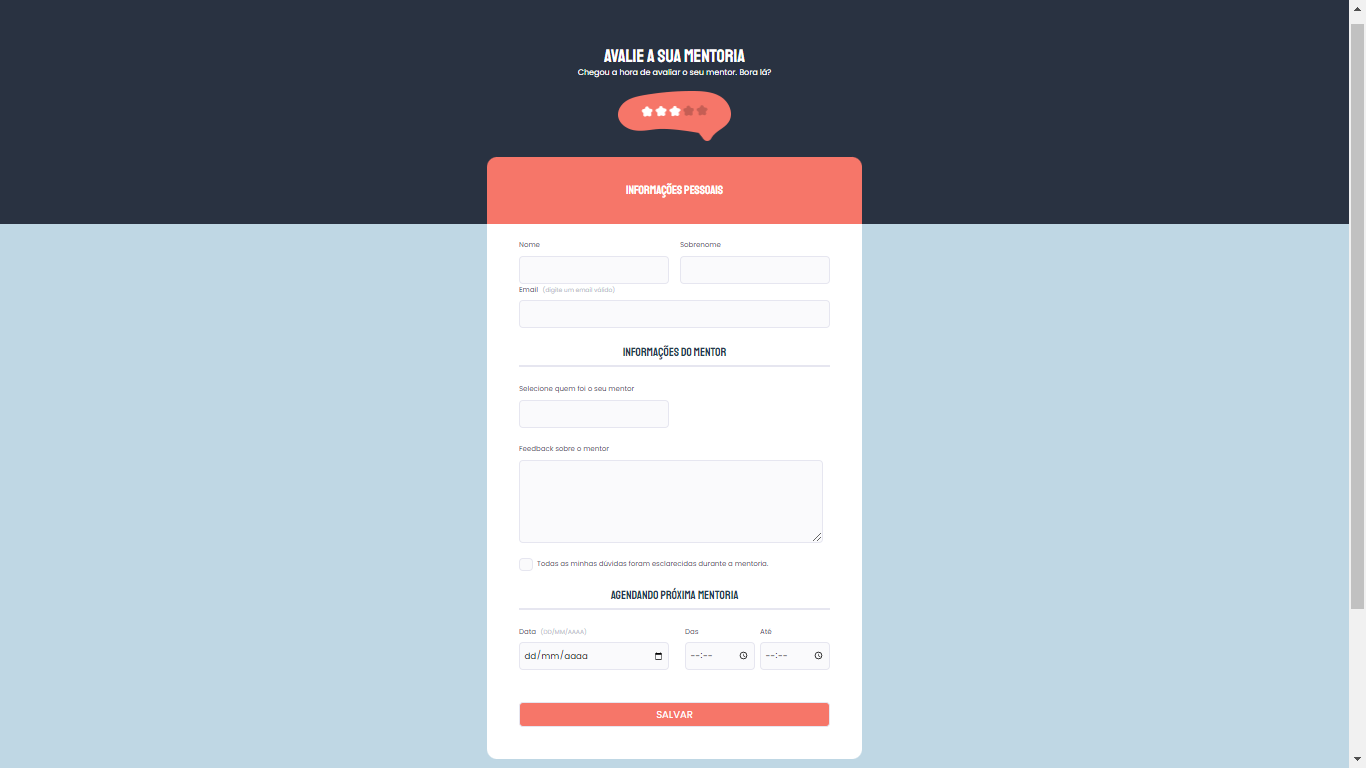 AVALIE A SUA MENTORIA
Chegou a hora de avaliar o seu mentor. Bora lá?
INFORMAÇÕES PESSOAIS
Nome
Sobrenome
Email (digite um email válido)
INFORMAÇÕES DO MENTOR
Selecione quem foi o seu mentor
Feedback sobre o mentor
Todas as minhas dúvidas foram esclarecidas durante a mentoria.
AGENDANDO PRÓXIMA MENTORIA
Data (DD/MM/AAAA)
Das
Até
dd/mm/aaaa
--:--
--:--
SALVAR